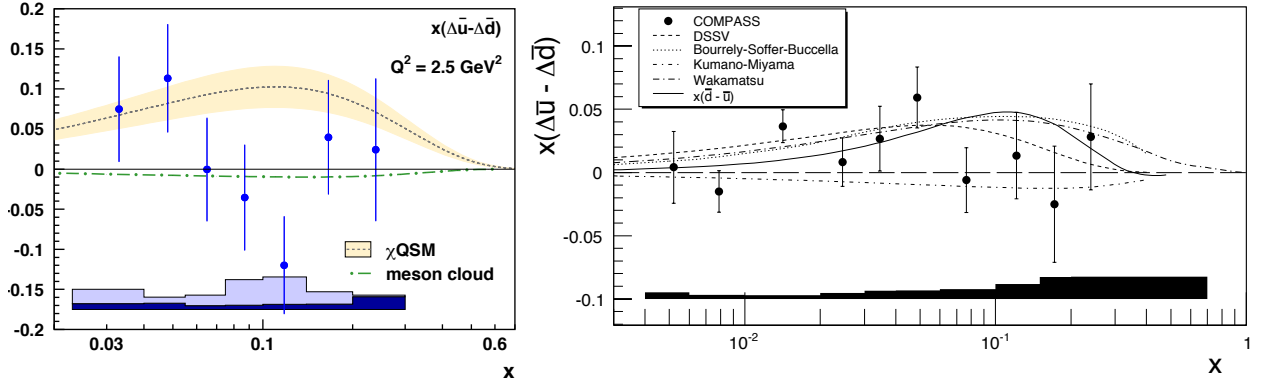 0.2
0.15
0.1
0.05
0
-0.05
-0.1
-0.15
-0.2
x(Δū-Δd̄)
Q² = 2.5 GeV²
χQSM
meson cloud
0.03
0.1
0.6
x
x(Δū - Δd̄)
0.1
0.05
0
-0.05
-0.1
COMPASS
DSSV
Bourrely-Soffer-Buccella
Kumano-Miyama
Wakamatsu
x(d̄ - ū)
10⁻²
10⁻¹
1
x